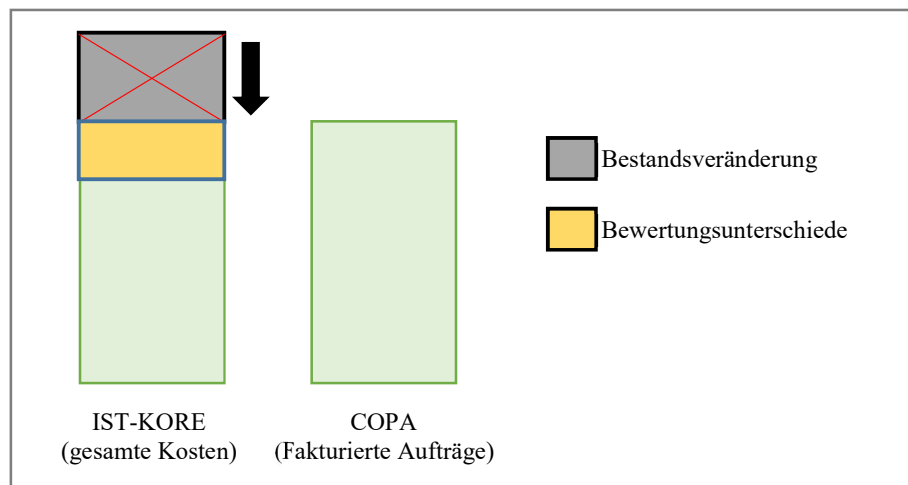 Bestandsveränderung
Bewertungsunterschiede
IST-KORE
(gesamte Kosten)
COPA
(Fakturierte Aufträge)